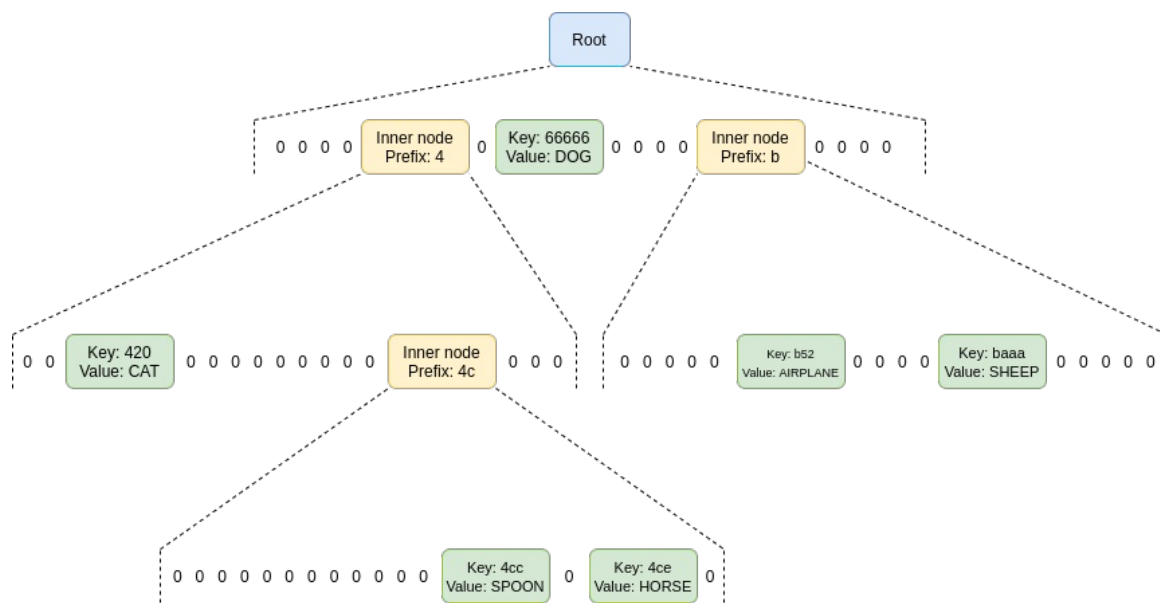 Root
0 0 0 0 Inner node Prefix: 4 0 Key: 66666 Value: DOG 0 0 0 0 Inner node Prefix: b 0 0 0 0
0 0 Key: 420 Value: CAT 0 0 0 0 0 0 0 0 0 Inner node Prefix: 4c 0 0 0
0 0 0 0 0 Key: b52 Value: AIRPLANE 0 0 0 0 Key: baaa Value: SHEEP 0 0 0 0 0
0 0 0 0 0 0 0 0 0 0 0 0 Key: 4cc Value: SPOON 0 Key: 4ce Value: HORSE 0